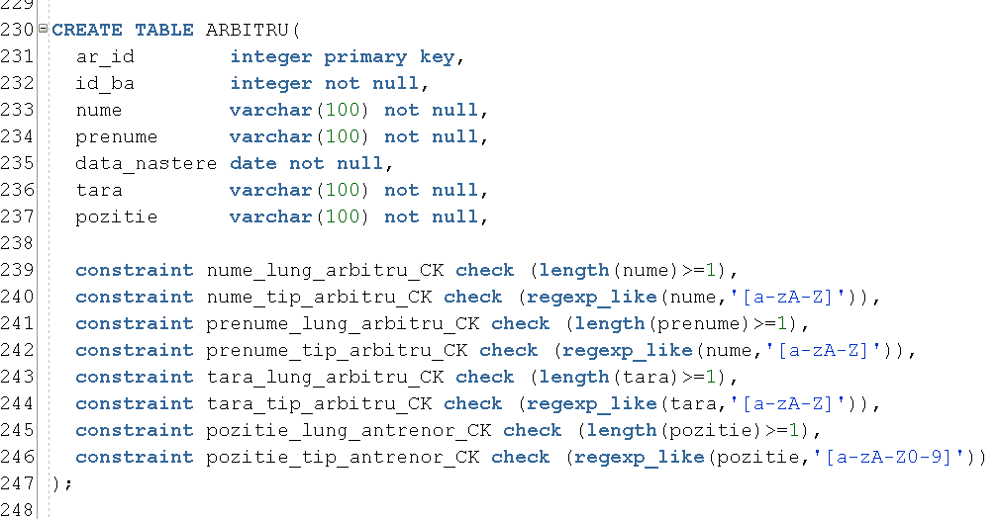 229
230 CREATE TABLE ARBITRU(
231 ar_id integer primary key,
232 id_ba integer not null,
233 nume varchar(100) not null,
234 prenume varchar(100) not null,
235 data_nastere date not null,
236 tara varchar(100) not null,
237 pozitie varchar(100) not null,
238
239 constraint nume_lung_arbitru_CK check (length(nume)>=1),
240 constraint nume_tip_arbitru_CK check (regexp_like(nume,'[a-zA-Z]')),
241 constraint prenume_lung_arbitru_CK check (length(prenume)>=1),
242 constraint prenume_tip_arbitru_CK check (regexp_like(nume,'[a-zA-Z]')),
243 constraint tara_lung_arbitru_CK check (length(tara)>=1),
244 constraint tara_tip_arbitru_CK check (regexp_like(tara,'[a-zA-Z]')),
245 constraint pozitie_lung_antrenor_CK check (length(pozitie)>=1),
246 constraint pozitie_tip_antrenor_CK check (regexp_like(pozitie,'[a-zA-Z0-9]'))
247 );
248